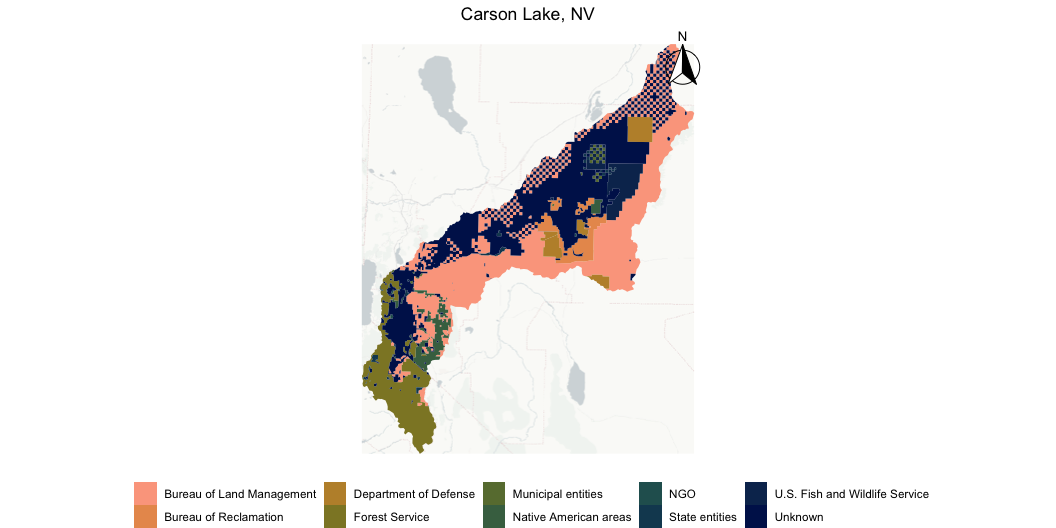 Carson Lake, NV
N
Bureau of Land Management
Department of Defense
Municipal entities
NGO
U.S. Fish and Wildlife Service
Bureau of Reclamation
Forest Service
Native American areas
State entities
Unknown